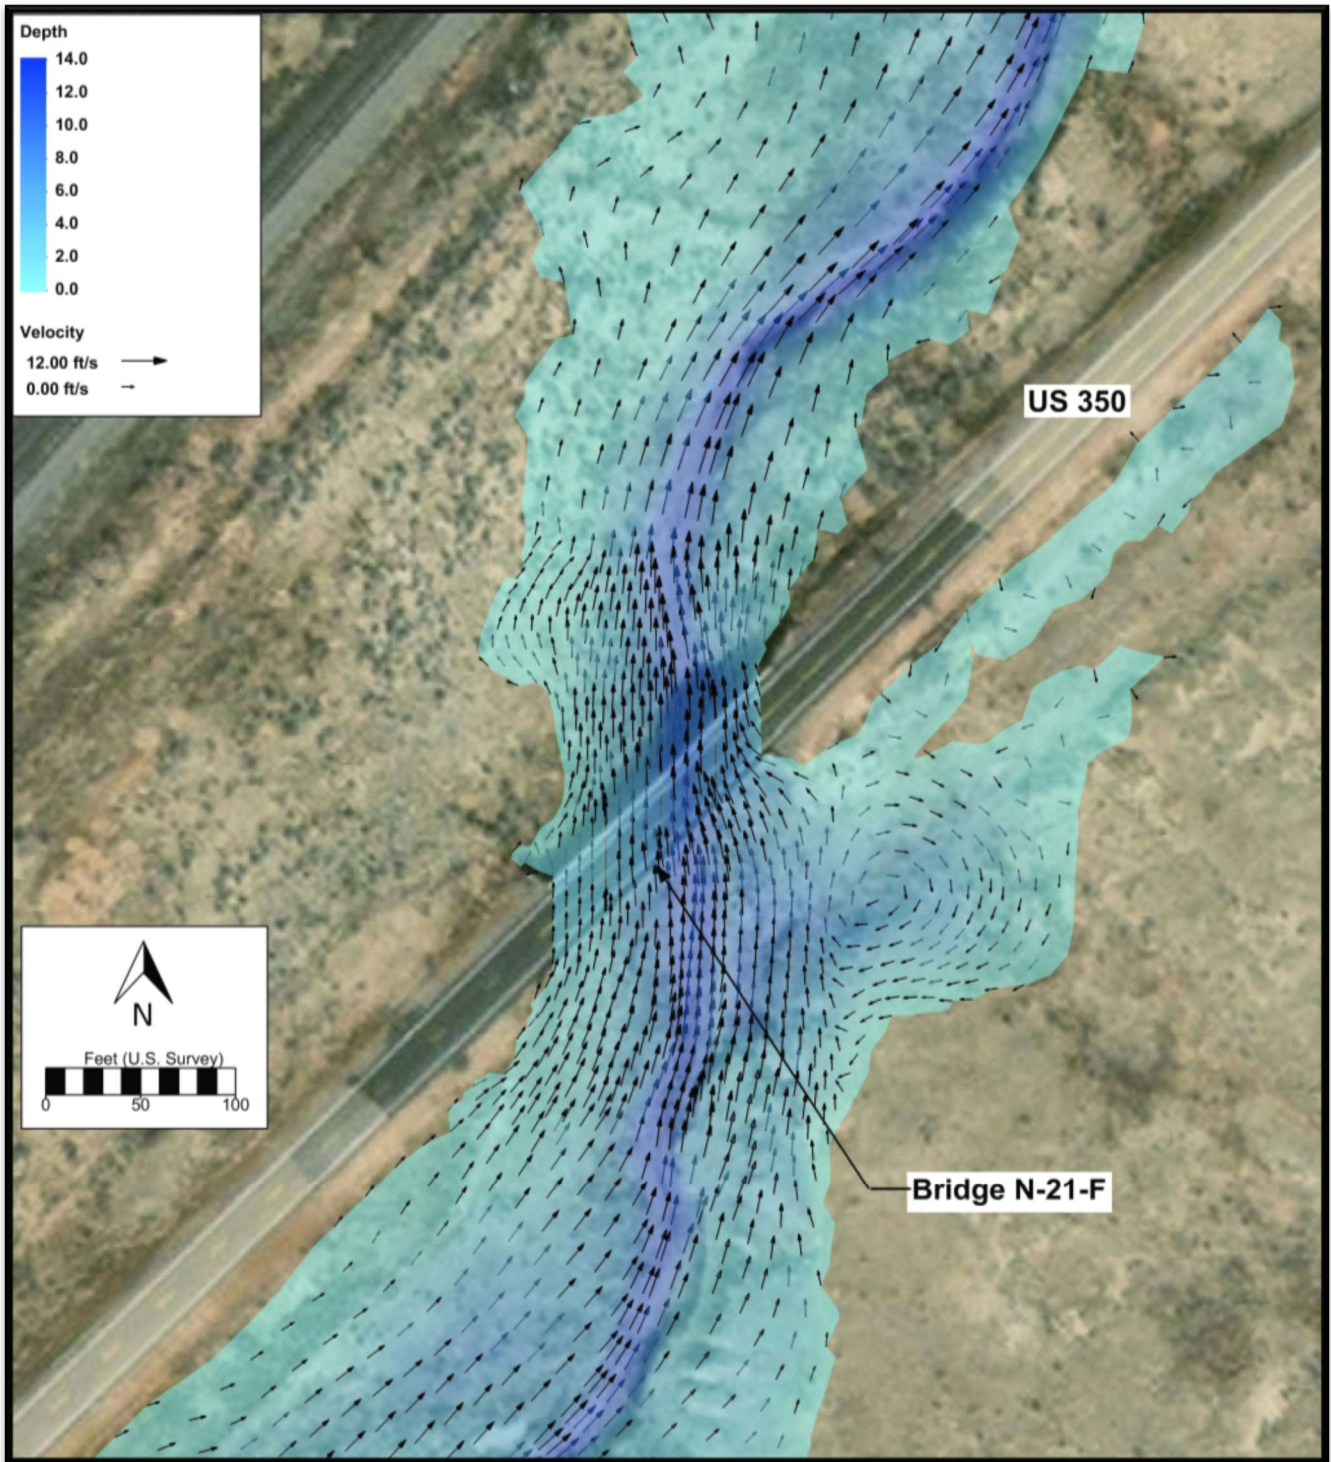 Depth
14.0
12.0
10.0
8.0
6.0
4.0
2.0
0.0
Velocity
12.00 ft/s
0.00 ft/s
US 350
N
Feet (U.S. Survey)
0 50 100
Bridge N-21-F